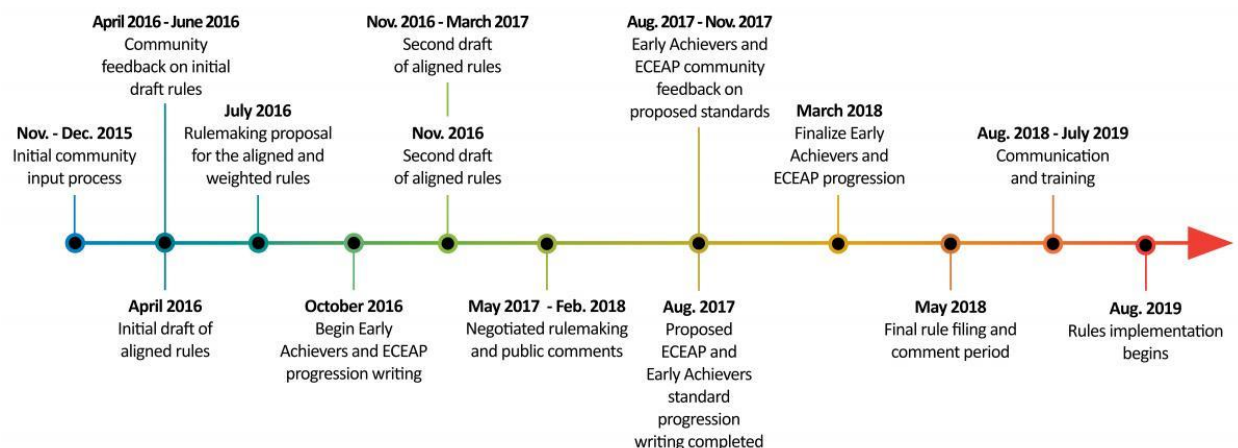 April 2016 - June 2016
Community
feedback on initial
draft rules
Nov. 2016 - March 2017
Second draft
of aligned rules
Aug. 2017 - Nov. 2017
Early Achievers and
ECEAP community
feedback on
proposed standards
Nov. - Dec. 2015
Initial community
input process
July 2016
Rulemaking proposal
for the aligned and
weighted rules
Nov. 2016
Second draft
of aligned rules
March 2018
Finalize Early
Achievers and
ECEAP progression
Aug. 2018 - July 2019
Communication
and training
April 2016
Initial draft of
aligned rules
October 2016
Begin Early
Achievers and ECEAP
progression writing
May 2017 - Feb. 2018
Negotiated rulemaking
and public comments
Aug. 2017
Proposed
ECEAP and
Early Achievers
standard
progression
writing completed
May 2018
Final rule filing and
comment period
Aug. 2019
Rules implementation
begins